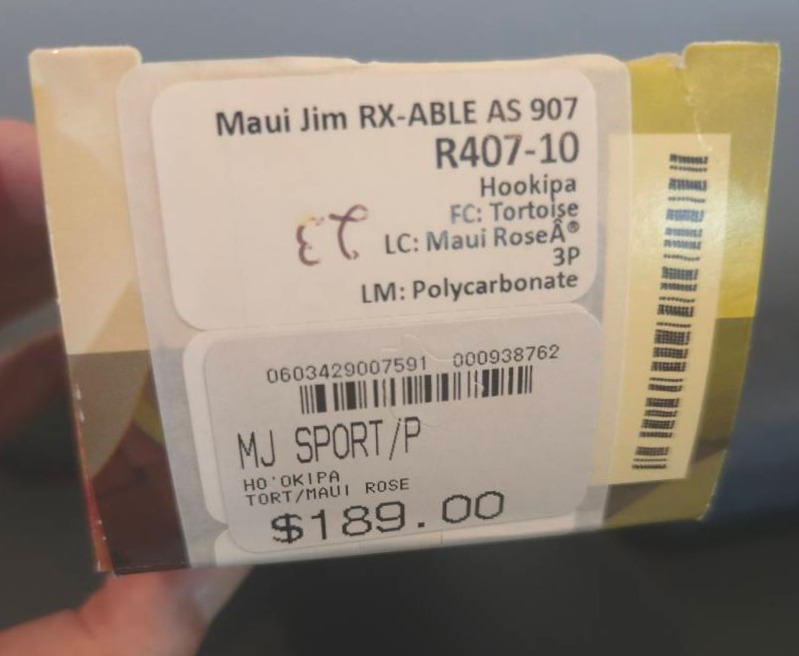 Maui Jim RX-ABLE AS 907
R407-10
Hookipa
FC: Tortoise
LC: Maui RoseÂ®
3P
LM: Polycarbonate
0603429007591 000938762
MJ SPORT/P
HO'OKIPA
TORT/MAUI ROSE
$189.00